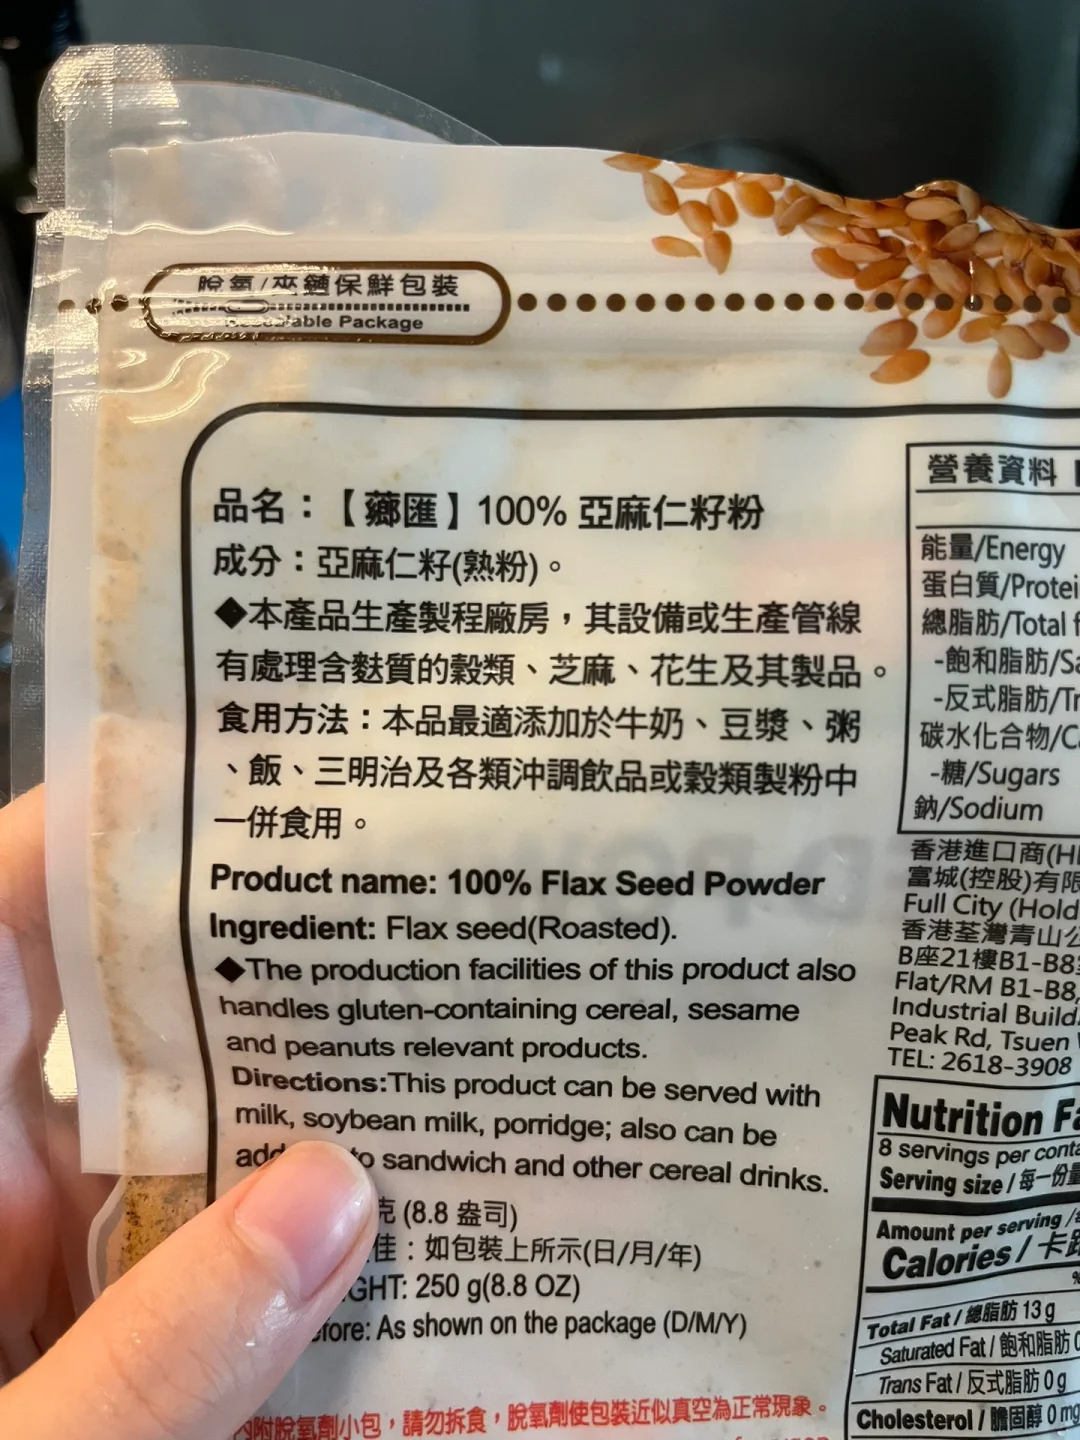 脫氧/夾鏈保鮮包裝
Package
品名：【薌匯】100% 亞麻仁籽粉
成分：亞麻仁籽(熟粉)。
◆本產品生產製程廠房，其設備或生產管線
有處理含麩質的穀類、芝麻、花生及其製品。
食用方法：本品最適添加於牛奶、豆漿、粥
、飯、三明治及各類沖調飲品或穀類製粉中
一併食用。
Product name: 100% Flax Seed Powder
Ingredient: Flax seed(Roasted).
◆The production facilities of this product also
handles gluten-containing cereal, sesame
and peanuts relevant products.
Directions:This product can be served with
milk, soybean milk, porridge; also can be
to sandwich and other cereal drinks.
克 (8.8 盎司)
佳：如包裝上所示(日/月/年)
GHT: 250 g(8.8 OZ)
fore: As shown on the package (D/M/Y)
內附脫氧劑小包，請勿拆食，脫氧劑使包裝近似真空為正常現象。
營養資料
能量/Energy
蛋白質/Protei
總脂肪/Total f
-飽和脂肪/Sa
-反式脂肪/Tr
碳水化合物/Ca
-糖/Sugars
鈉/Sodium
香港進口商(H
富城(控股)有限
Full City (Hold
香港荃灣青山公
B座21樓B1-B8
Flat/RM B1-B8,
Industrial Build
Peak Rd, Tsuen
TEL: 2618-3908
Nutrition Fa
8 servings per conta
Serving size / 每一份量
Amount per serving /
Calories / 卡路
%
Total Fat / 總脂肪 13 g
Saturated Fat / 飽和脂肪
Trans Fat / 反式脂肪 0 g
Cholesterol / 膽固醇 0 mg